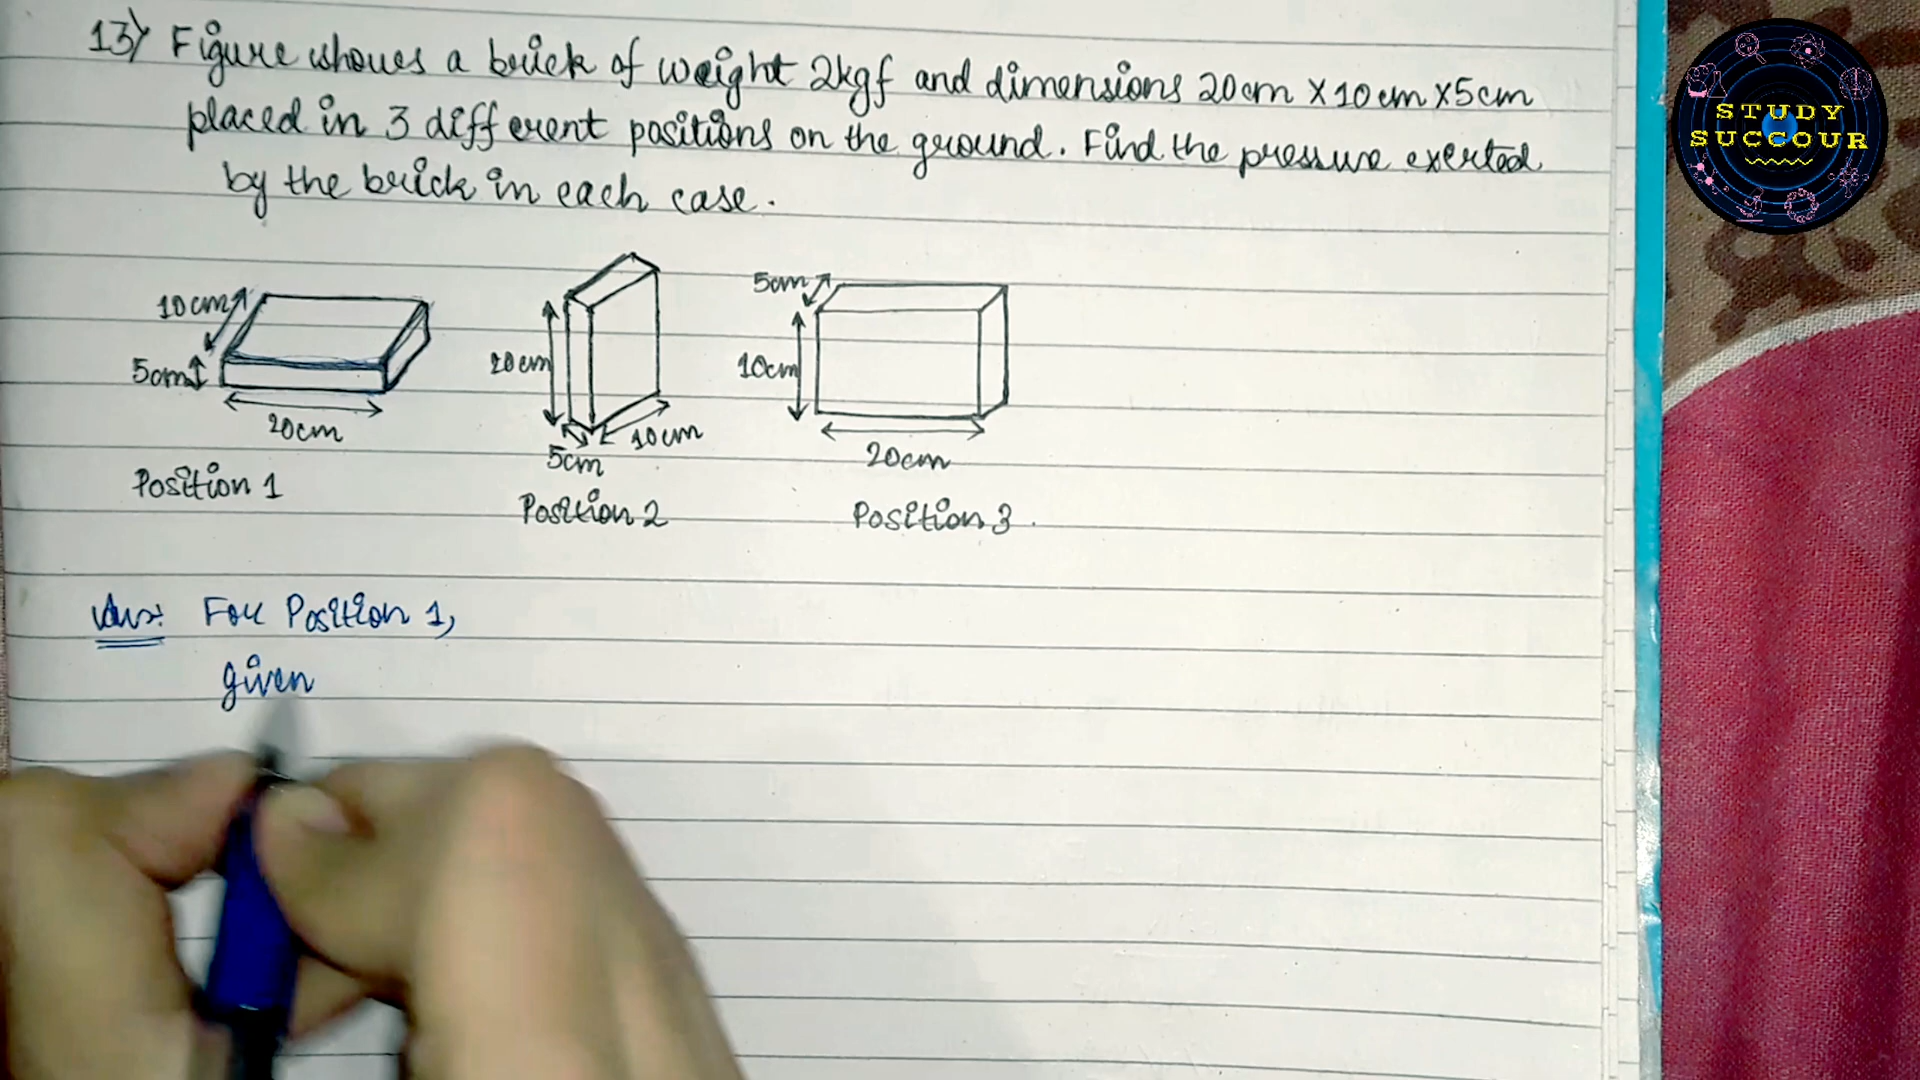 13) Figure shows a brick of weight 2kgf and dimensions 20cm X10cm X5cm
placed in 3 different positions on the ground. Find the pressure exerted
by the brick in each case.
10cm
5cm
20cm
Position 1
20cm
5cm
10cm
Position 2
5cm
10cm
20cm
Position 3.
Ans: For Position 1,
given
STUDY
SUCCOUR